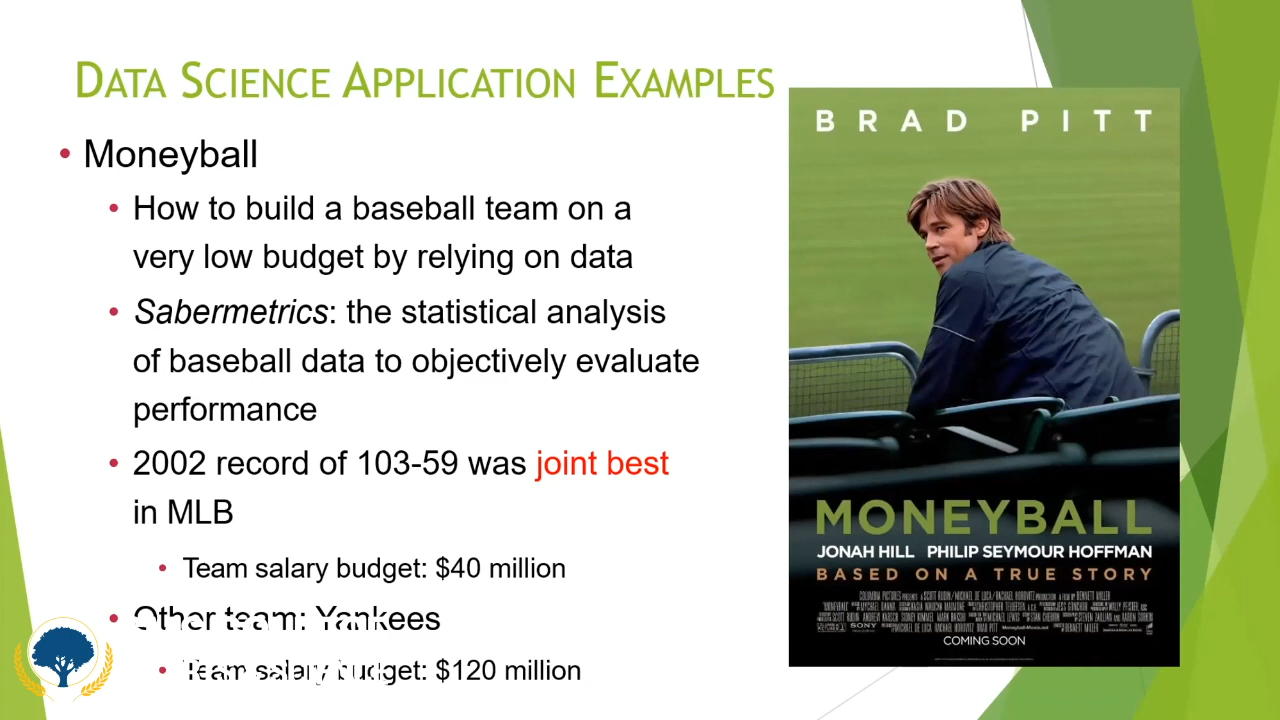 DATA SCIENCE APPLICATION EXAMPLES
• Moneyball
• How to build a baseball team on a
very low budget by relying on data
• Sabermetrics: the statistical analysis
of baseball data to objectively evaluate
performance
• 2002 record of 103-59 was joint best
in MLB
• Team salary budget: $40 million
• Other team: Yankees
• Team salary budget: $120 million
BRAD PITT
MONEYBALL
JONAH HILL PHILIP SEYMOUR HOFFMAN
BASED ON A TRUE STORY
SONY
COMING SOON